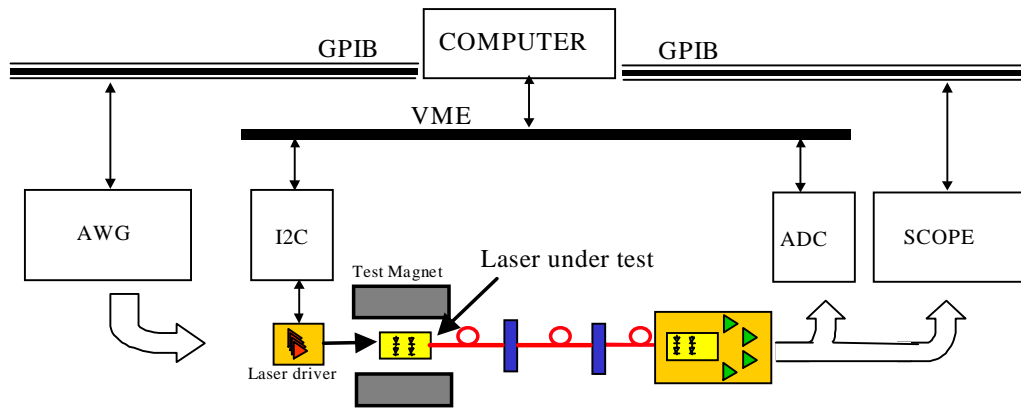 COMPUTER
GPIB
GPIB
VME
AWG
I2C
ADC
SCOPE
Test Magnet
Laser under test
Laser driver